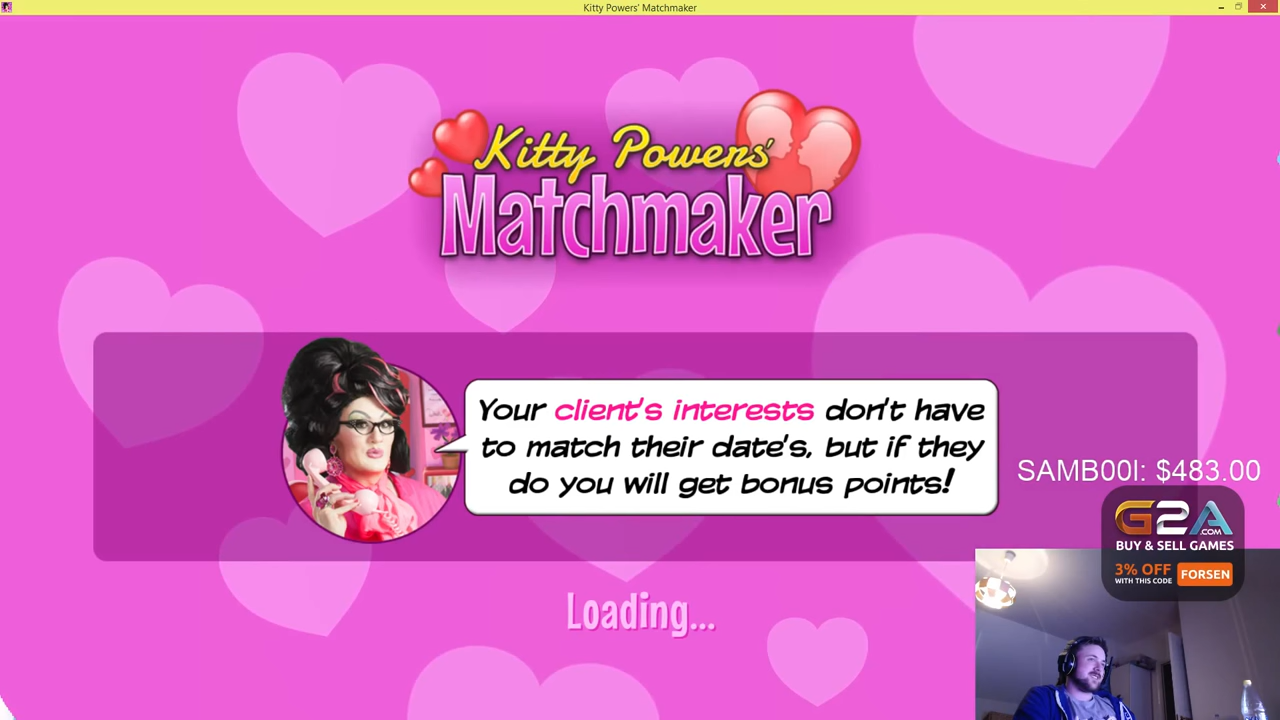 Kitty Powers' Matchmaker
Kitty Powers'
Matchmaker
Your client's interests don't have
to match their date's, but if they
do you will get bonus points!
SAMB00I: $483.00
G2A
.COM
BUY & SELL GAMES
3% OFF
WITH THIS CODE
FORSEN
Loading...